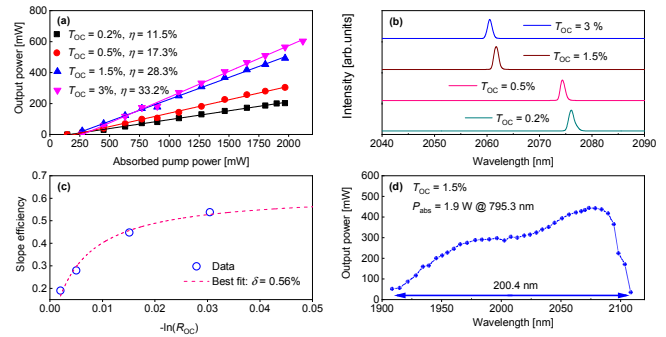 (a)
T_OC = 0.2%, η = 11.5%
T_OC = 0.5%, η = 17.3%
T_OC = 1.5%, η = 28.3%
T_OC = 3%, η = 33.2%
Output power [mW]
800
600
400
200
0
0 250 500 750 1000 1250 1500 1750 2000
Absorbed pump power [mW]
(b)
T_OC = 3 %
T_OC = 1.5%
T_OC = 0.5%
T_OC = 0.2%
Intensity [arb.units]
2040 2050 2060 2070 2080 2090
Wavelength [nm]
(c)
Slope efficiency
0.7
0.6
0.5
0.4
0.3
0.2
Data
Best fit: δ = 0.56%
0.00 0.01 0.02 0.03 0.04 0.05
-ln(R_OC)
(d)
T_OC = 1.5%
P_abs = 1.9 W @ 795.3 nm
Output power [mW]
600
500
400
300
200
100
0
200.4 nm
1900 1950 2000 2050 2100
Wavelength [nm]